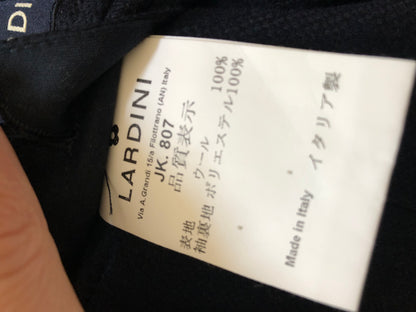 DINI
LARDINI
Via A. Grandi 15/a Filottrano (AN) Italy
JK. 807
品質表示
表地 ウール 100%
袖裏地 ポリエステル100%
Made in Italy イタリア製